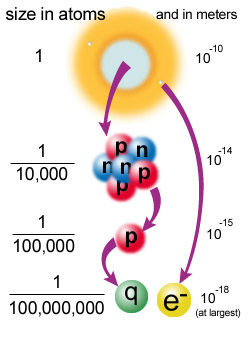 size in atoms and in meters
1 10⁻¹⁰
p n
n n p
p
1
10,000
10⁻¹⁴
1
100,000
p
10⁻¹⁵
1
100,000,000
q e⁻ 10⁻¹⁸
(at largest)